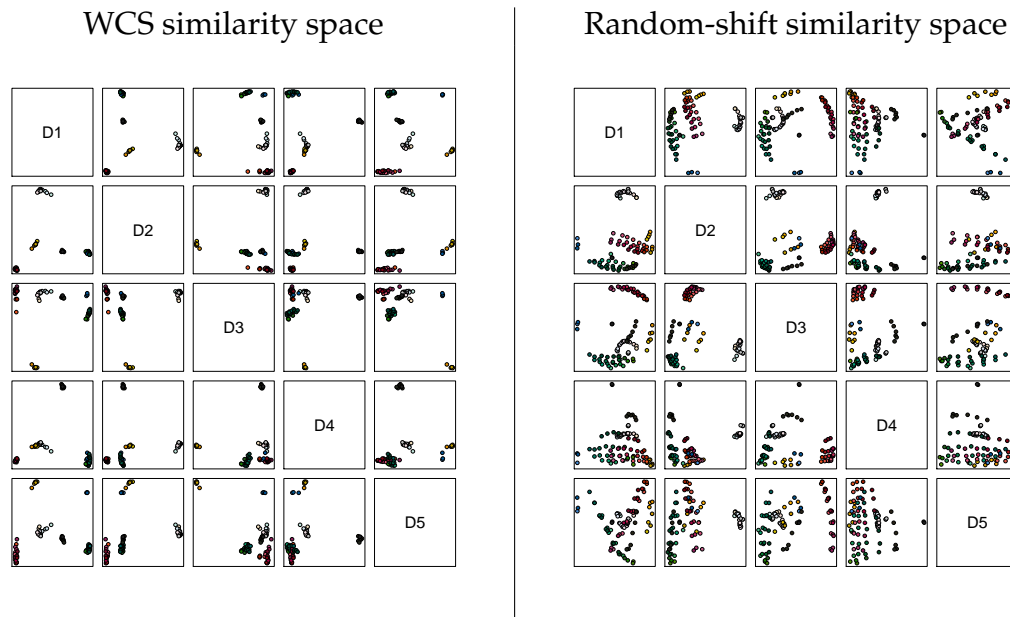 WCS similarity space
Random-shift similarity space
D1
D2
D3
D4
D5
D1
D2
D3
D4
D5